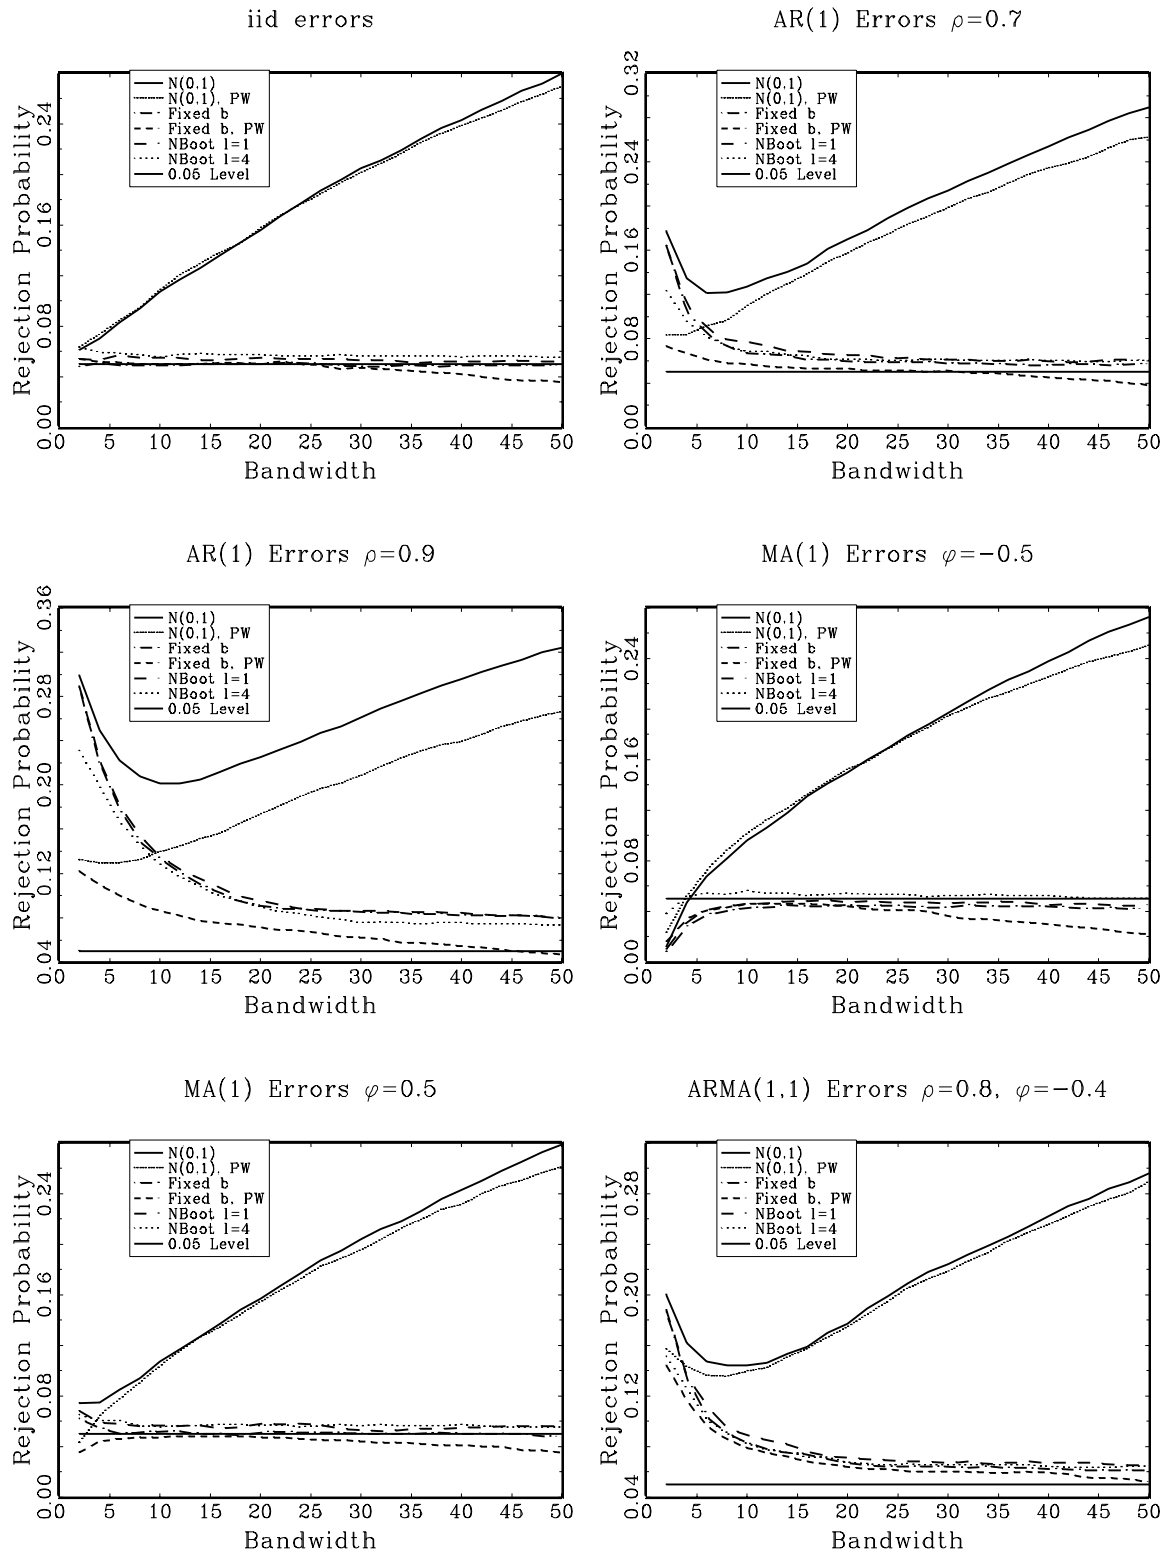 iid errors
Rejection Probability
0.00 0.08 0.16 0.24
N(0,1)
N(0,1), PW
Fixed b
Fixed b, PW
NBoot l=1
NBoot l=4
0.05 Level
0 5 10 15 20 25 30 35 40 45 50
Bandwidth
AR(1) Errors ρ=0.7
Rejection Probability
0.00 0.08 0.16 0.24 0.32
N(0,1)
N(0,1), PW
Fixed b
Fixed b, PW
NBoot l=1
NBoot l=4
0.05 Level
0 5 10 15 20 25 30 35 40 45 50
Bandwidth
AR(1) Errors ρ=0.9
Rejection Probability
0.04 0.12 0.20 0.28 0.36
N(0,1)
N(0,1), PW
Fixed b
Fixed b, PW
NBoot l=1
NBoot l=4
0.05 Level
0 5 10 15 20 25 30 35 40 45 50
Bandwidth
MA(1) Errors φ=−0.5
Rejection Probability
0.00 0.08 0.16 0.24
N(0,1)
N(0,1), PW
Fixed b
Fixed b, PW
NBoot l=1
NBoot l=4
0.05 Level
0 5 10 15 20 25 30 35 40 45 50
Bandwidth
MA(1) Errors φ=0.5
Rejection Probability
0.00 0.08 0.16 0.24
N(0,1)
N(0,1), PW
Fixed b
Fixed b, PW
NBoot l=1
NBoot l=4
0.05 Level
0 5 10 15 20 25 30 35 40 45 50
Bandwidth
ARMA(1,1) Errors ρ=0.8, φ=−0.4
Rejection Probability
0.04 0.12 0.20 0.28
N(0,1)
N(0,1), PW
Fixed b
Fixed b, PW
NBoot l=1
NBoot l=4
0.05 Level
0 5 10 15 20 25 30 35 40 45 50
Bandwidth